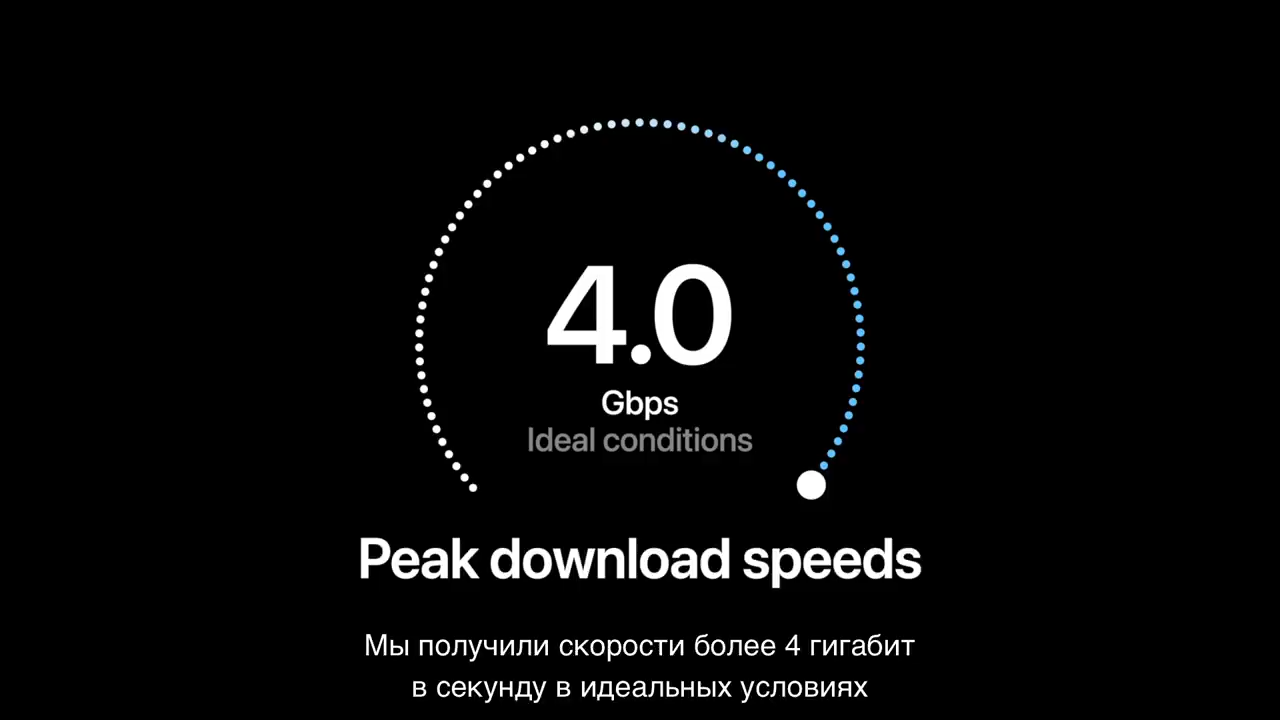 4.0
Gbps
Ideal conditions
Peak download speeds
Мы получили скорости более 4 гигабит
в секунду в идеальных условиях